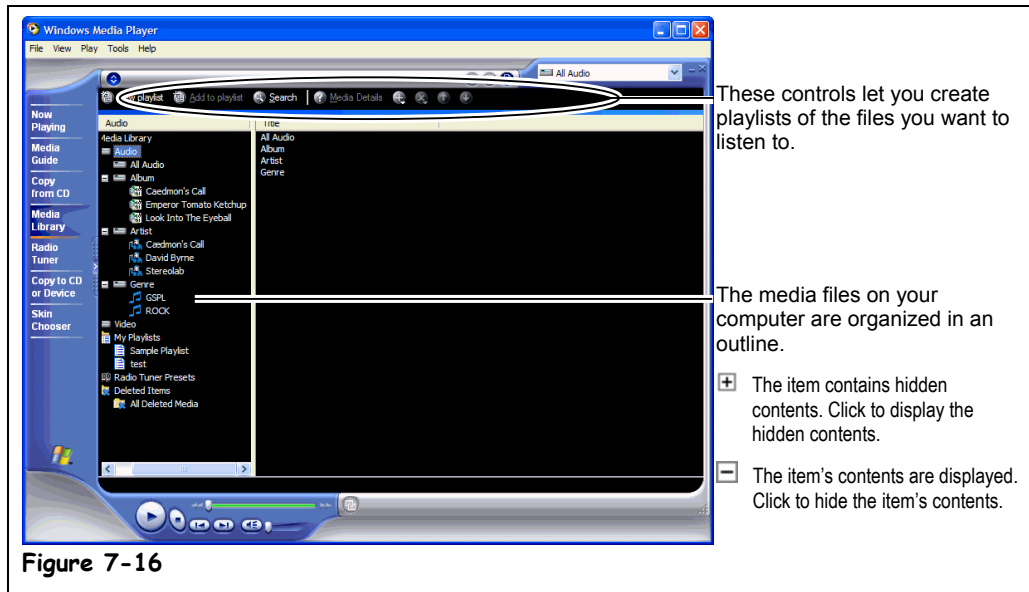 Windows Media Player
File View Play Tools Help
All Audio
playlist Add to playlist Search Media Details
Now
Playing
Media
Guide
Copy
from CD
Media
Library
Radio
Tuner
Copy to CD
or Device
Skin
Chooser
Audio
Media Library
Audio
All Audio
Album
Caedmon's Call
Emperor Tomato Ketchup
Look Into The Eyeball
Artist
Cædmon's Call
David Byrne
Stereolab
Genre
GSPL
ROCK
Video
My Playlists
Sample Playlist
test
Radio Tuner Presets
Deleted Items
All Deleted Media
Title
All Audio
Album
Artist
Genre
These controls let you create
playlists of the files you want to
listen to.
The media files on your
computer are organized in an
outline.
The item contains hidden
contents. Click to display the
hidden contents.
The item's contents are displayed.
Click to hide the item's contents.
Figure 7-16